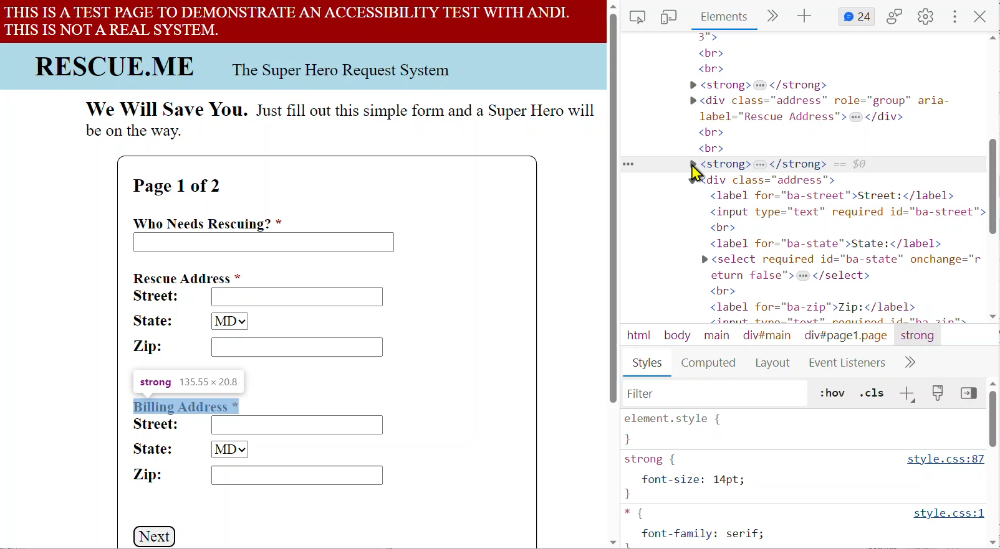 THIS IS A TEST PAGE TO DEMONSTRATE AN ACCESSIBILITY TEST WITH ANDI.
THIS IS NOT A REAL SYSTEM.
RESCUE.ME The Super Hero Request System
We Will Save You. Just fill out this simple form and a Super Hero will
be on the way.
Page 1 of 2
Who Needs Rescuing? *
Rescue Address *
Street:
State: MD
Zip:
strong 135.55 × 20.8
Billing Address *
Street:
State: MD
Zip:
Next
Elements 24
3">
<br>
<br>
<strong>…</strong>
<div class="address" role="group" aria-
label="Rescue Address">…</div>
<br>
<br>
<strong>…</strong> == $0
<div class="address">
<label for="ba-street">Street:</label>
<input type="text" required id="ba-street">
<br>
<label for="ba-state">State:</label>
<select required id="ba-state" onchange="r
eturn false">…</select>
<br>
<label for="ba-zip">Zip:</label>
<input type="text" required id="ba-zip">
html body main div#main div#page1.page strong
Styles Computed Layout Event Listeners
Filter :hov .cls
element.style {
}
strong { style.css:87
font-size: 14pt;
}
* { style.css:1
font-family: serif;
}